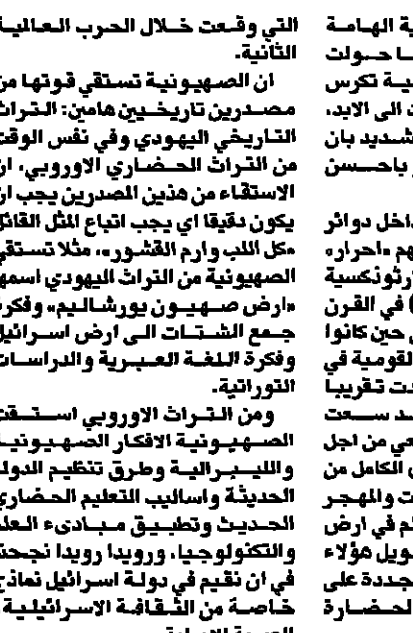 التي وقعت خلال الحرب العالمية
الثانية.
ان الصهيونية تستقي قوتها من
مصدرين تاريخيين هامين: التراث
التاريخي اليهودي وفي نفس الوقت
من التراث الحضاري الاوروبي، ان
الاستقاء من هذين المصدرين يجب ان
يكون دقيقا اي يجب اتباع المثل القائل
«كل اللب وارم القشور»، مثلا تستقي
الصهيونية من التراث اليهودي اسمها
«ارض صهيون يورشاليم» وفكرة
جمع الشتات الى ارض اسرائيل
وفكرة اللغة العبرية والدراسات
التوراتية.
ومن التراث الاوروبي استقت
الصهيونية الافكار الصهيونية
والليبرالية وطرق تنظيم الدولة
الحديثة واساليب التعليم الحضاري
الحديث وتطبيق مبادىء العلم
والتكنولوجيا، ورويدا رويدا نجحنا
في ان نقيم في دولة اسرائيل نماذج
خاصة من الثقافة الاسرائيلية
ية الهامة
ا حولت
ية تكرس
ت الى الابد،
شديد بان
باحسن
داخل دوائر
هم «احرار»
رثوذكسية
ا في القرن
حين كانوا
القومية في
ت تقريبا
د سعت
عي من اجل
الكامل من
ت والمهجر
م في ارض
ويل هؤلاء
جددة على
لحضارة